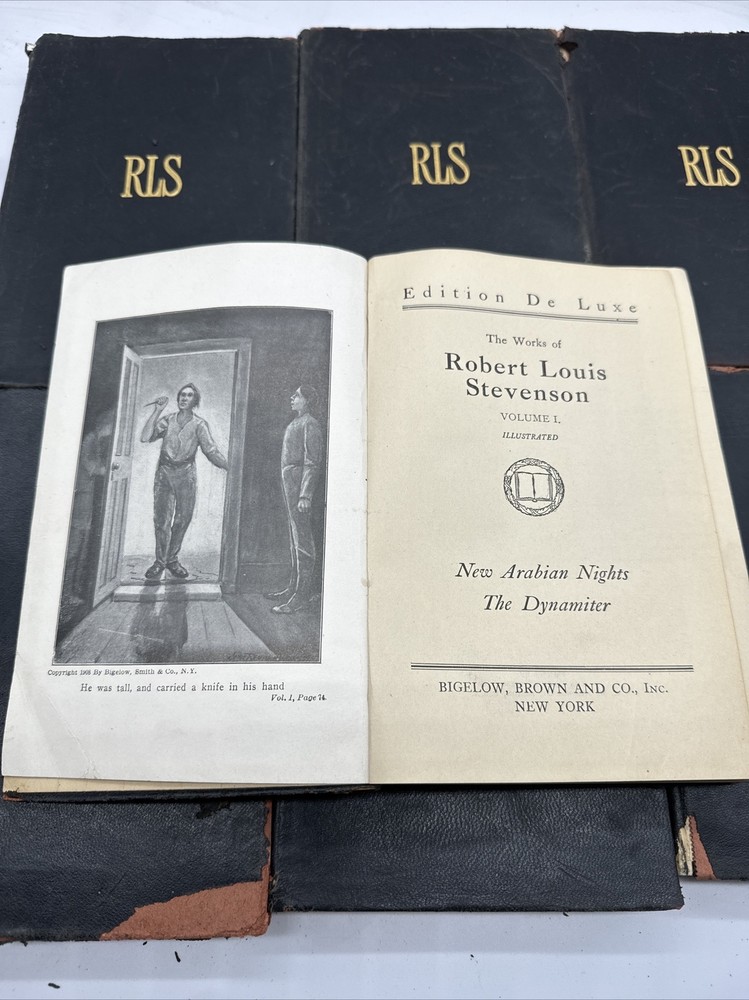 RLS
RLS
RLS
Copyright 1906 By Bigelow, Smith & Co., N. Y.
He was tall, and carried a knife in his hand
Vol. 1, Page 74.
Edition De Luxe
The Works of
Robert Louis
Stevenson
VOLUME I.
ILLUSTRATED
New Arabian Nights
The Dynamiter
BIGELOW, BROWN AND CO., INC.
NEW YORK